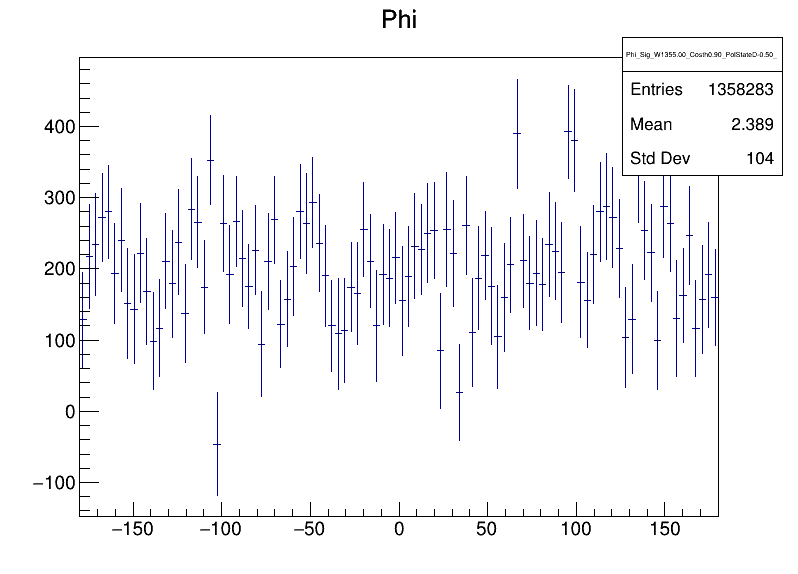 Phi
Phi_Sig_W1355.00_Costh0.90_PolStateD-0.50_
Entries 1358283
Mean 2.389
Std Dev 104
400
300
200
100
0
−100
−150 −100 −50 0 50 100 150